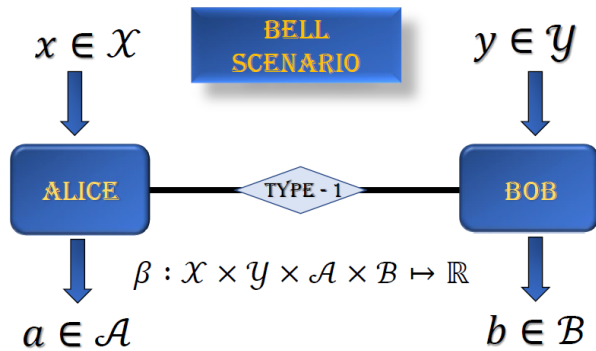 x ∈ 𝒳
BELL
SCENARIO
y ∈ 𝒴
ALICE
TYPE - 1
BOB
β : 𝒳 × 𝒴 × 𝒜 × ℬ ↦ ℝ
a ∈ 𝒜
b ∈ ℬ